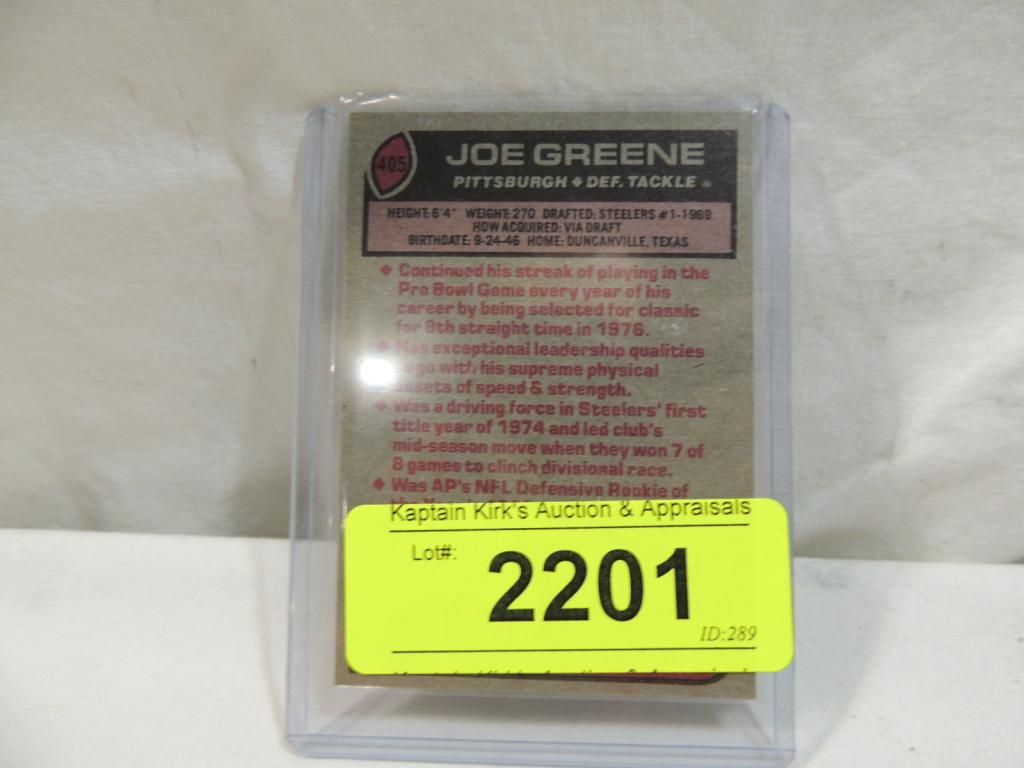 405
JOE GREENE
PITTSBURGH ♦ DEF. TACKLE
HEIGHT: 6'4" WEIGHT: 270 DRAFTED: STEELERS #1-1969
HOW ACQUIRED: VIA DRAFT
BIRTHDATE: 9-24-46 HOME: DUNCANVILLE, TEXAS
♦ Continued his streak of playing in the
Pro Bowl Game every year of his
career by being selected for classic
for 8th straight time in 1976.
♦ Has exceptional leadership qualities
to go with his supreme physical
assets of speed & strength.
♦ Was a driving force in Steelers' first
title year of 1974 and led club's
mid-season move when they won 7 of
8 games to clinch divisional race.
♦ Was AP's NFL Defensive Rookie of
Kaptain Kirk's Auction & Appraisals
Lot#:
2201
ID:289